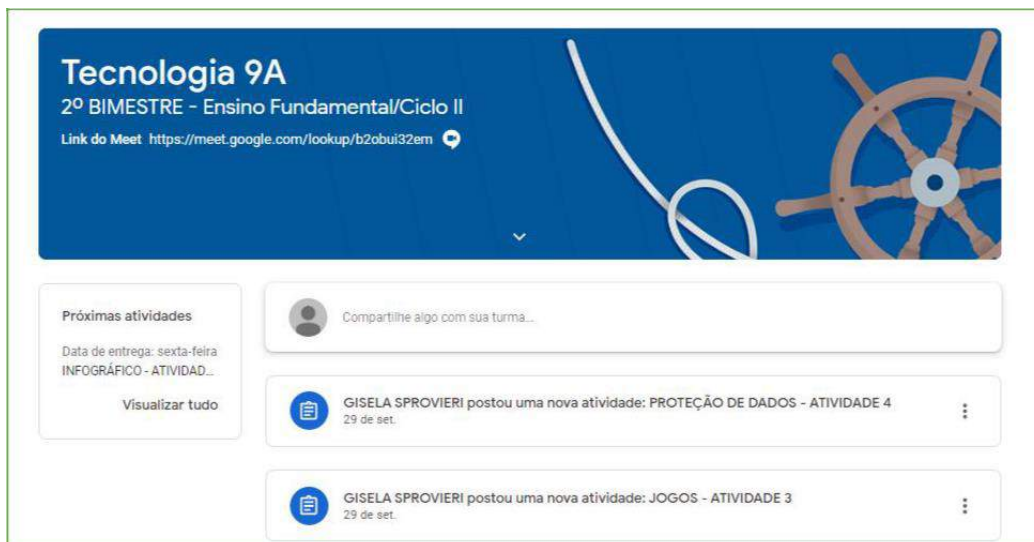 Tecnologia 9A
2º BIMESTRE - Ensino Fundamental/Ciclo II
Link do Meet https://meet.google.com/lookup/b2obui32em
Próximas atividades
Data de entrega: sexta-feira
INFOGRÁFICO - ATIVIDAD...
Visualizar tudo
Compartilhe algo com sua turma...
GISELA SPROVIERI postou uma nova atividade: PROTEÇÃO DE DADOS - ATIVIDADE 4
29 de set.
GISELA SPROVIERI postou uma nova atividade: JOGOS - ATIVIDADE 3
29 de set.